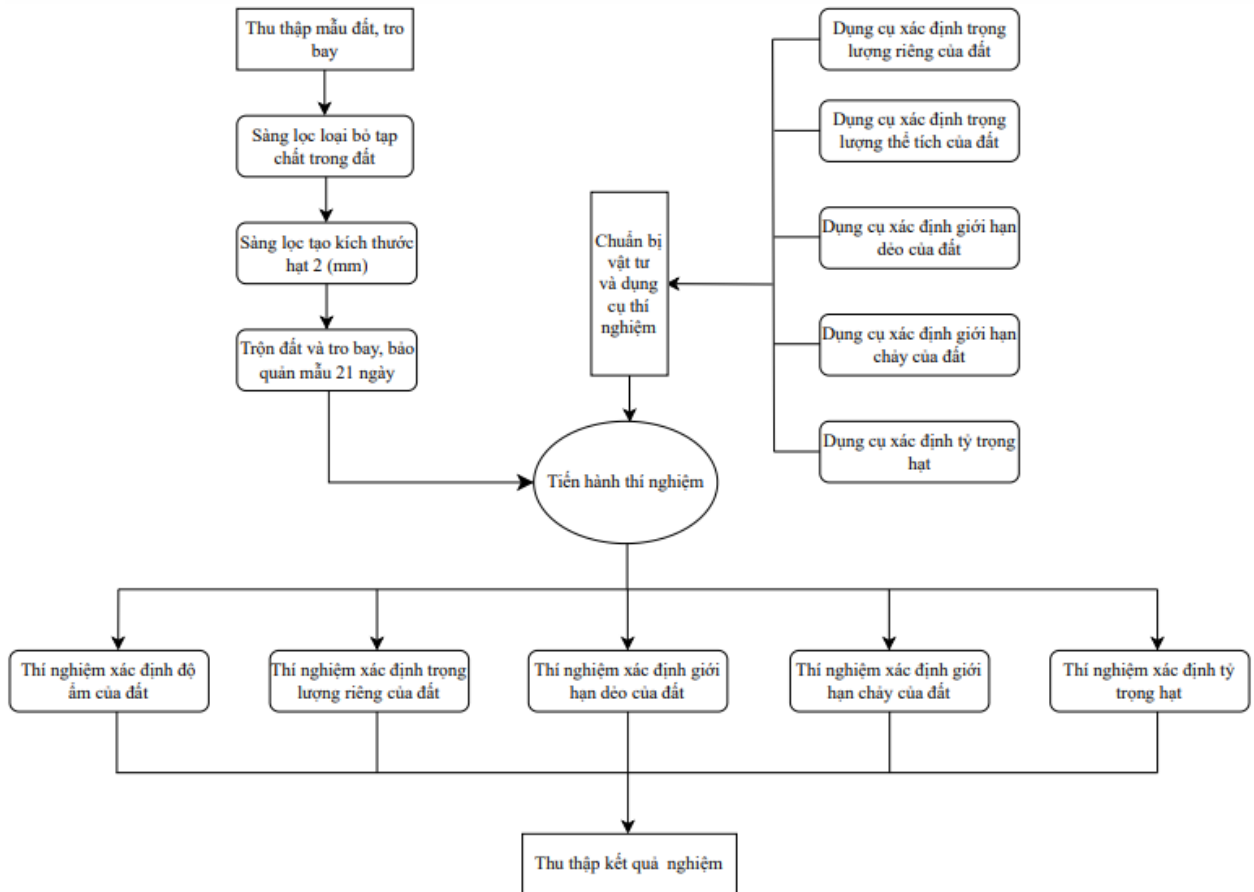 Thu thập mẫu đất, tro
bay
Sàng lọc loại bỏ tạp
chất trong đất
Sàng lọc tạo kích thước
hạt 2 (mm)
Trộn đất và tro bay, bảo
quản mẫu 21 ngày
Chuẩn bị
vật tư
và dụng
cụ thí
nghiệm
Dụng cụ xác định trọng
lượng riêng của đất
Dụng cụ xác định trọng
lượng thể tích của đất
Dụng cụ xác định giới hạn
dẻo của đất
Dụng cụ xác định giới hạn
chảy của đất
Dụng cụ xác định tỷ trọng
hạt
Tiến hành thí nghiệm
Thí nghiệm xác định độ
ẩm của đất
Thí nghiệm xác định trọng
lượng riêng của đất
Thí nghiệm xác định giới
hạn dẻo của đất
Thí nghiệm xác định giới
hạn chảy của đất
Thí nghiệm xác định tỷ
trọng hạt
Thu thập kết quả nghiệm